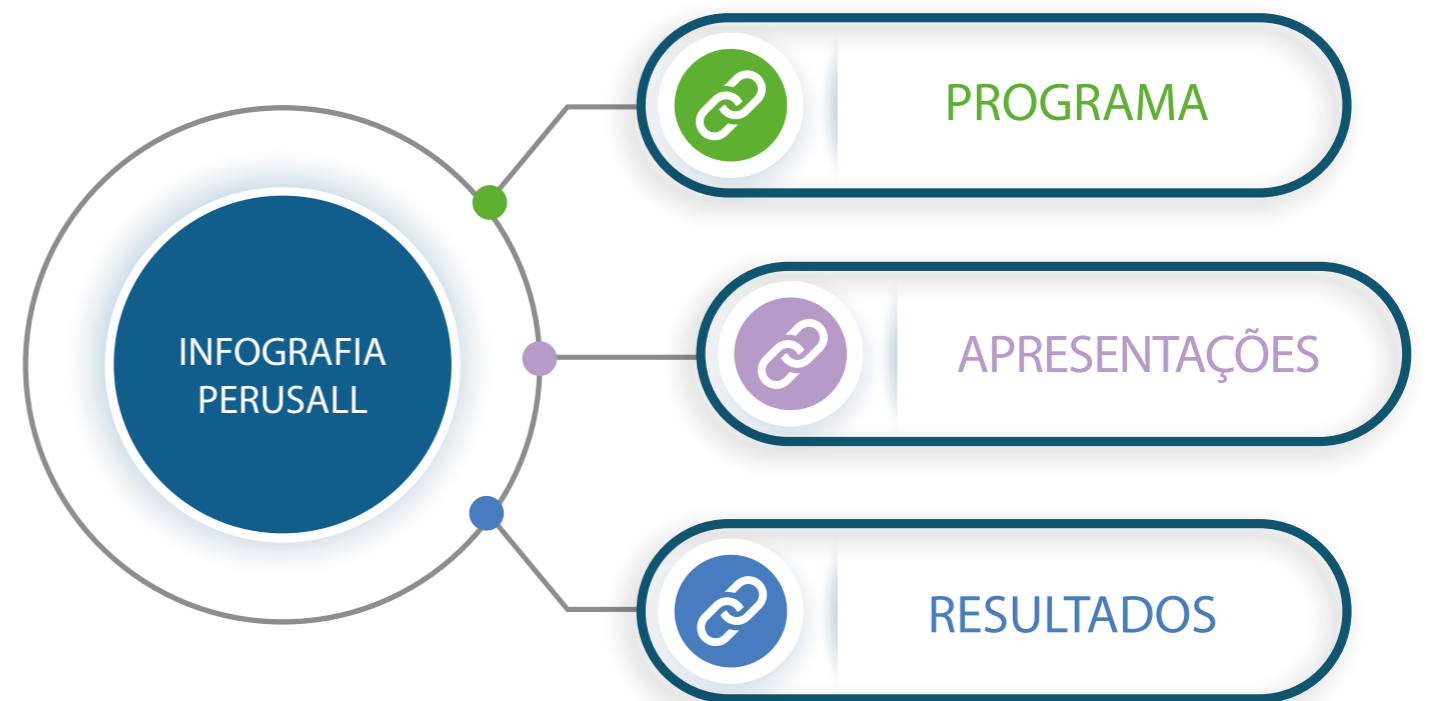 INFOGRAFIA
PERUSALL
PROGRAMA
APRESENTAÇÕES
RESULTADOS